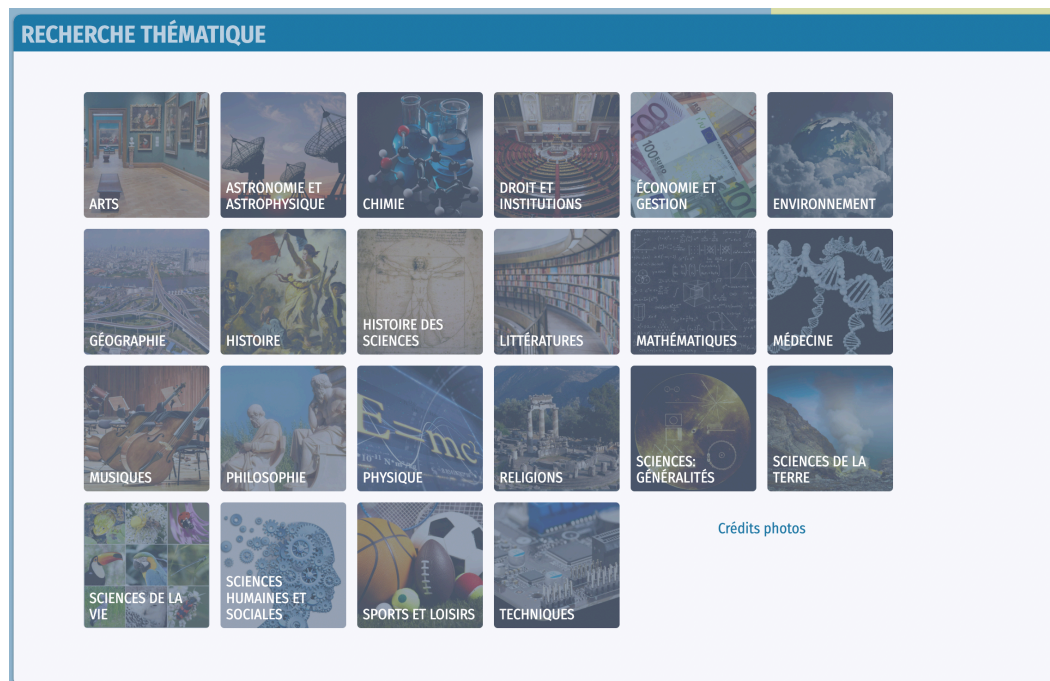 RECHERCHE THÉMATIQUE
ARTS
ASTRONOMIE ET
ASTROPHYSIQUE
CHIMIE
DROIT ET
INSTITUTIONS
ÉCONOMIE ET
GESTION
ENVIRONNEMENT
GÉOGRAPHIE
HISTOIRE
HISTOIRE DES
SCIENCES
LITTÉRATURES
MATHÉMATIQUES
MÉDECINE
MUSIQUES
PHILOSOPHIE
E=mc²
PHYSIQUE
RELIGIONS
SCIENCES:
GÉNÉRALITÉS
SCIENCES DE LA
TERRE
SCIENCES DE LA
VIE
SCIENCES
HUMAINES ET
SOCIALES
SPORTS ET LOISIRS
TECHNIQUES
Crédits photos